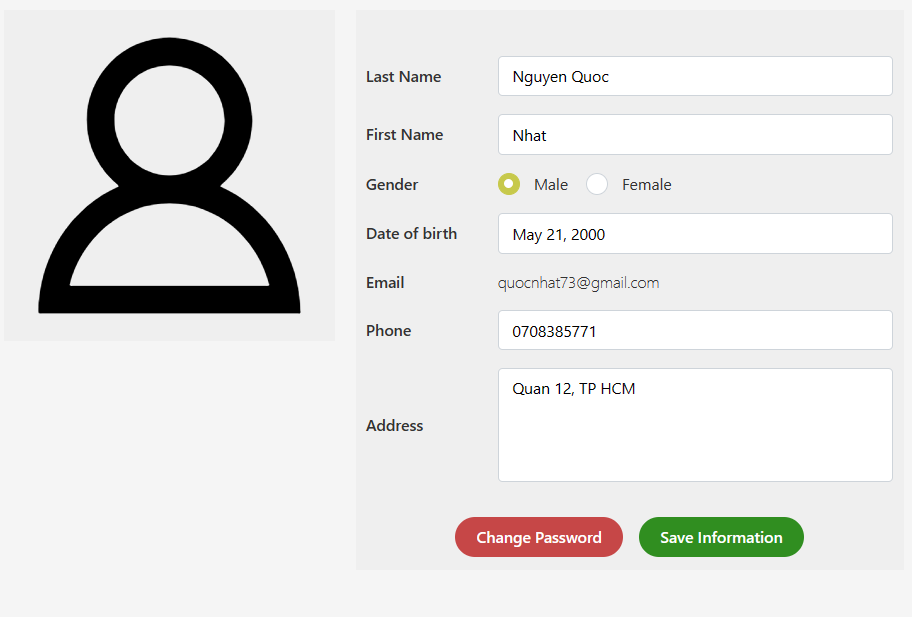 Last Name Nguyen Quoc
First Name Nhat
Gender Male Female
Date of birth May 21, 2000
Email quocnhat73@gmail.com
Phone 0708385771
Address Quan 12, TP HCM
Change Password Save Information